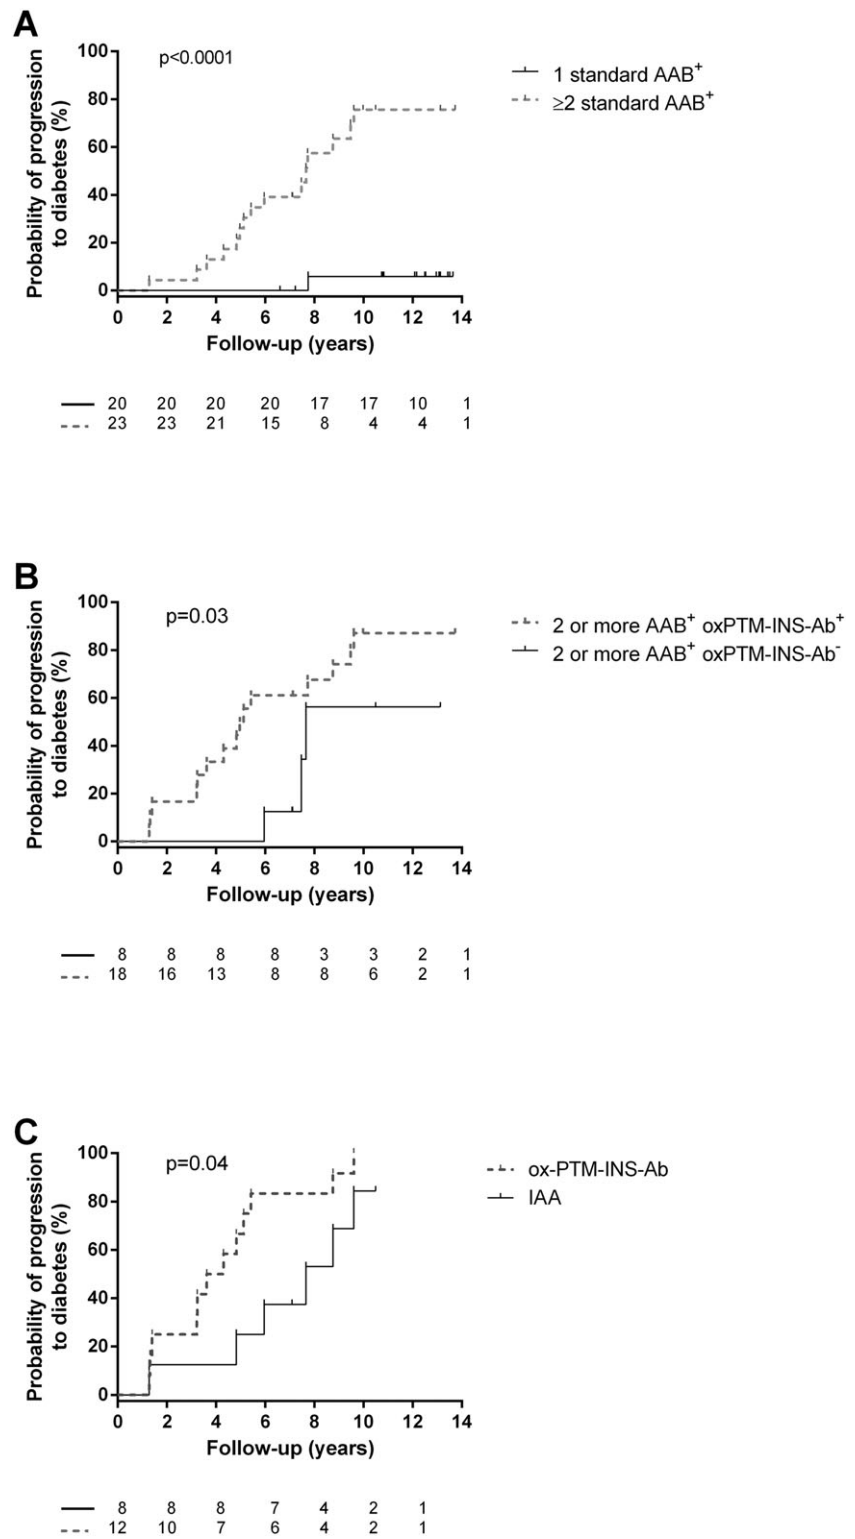 A
Probability of progression
to diabetes (%)
100
80
60
40
20
0
p<0.0001
1 standard AAB+
≥2 standard AAB+
0 2 4 6 8 10 12 14
Follow-up (years)
20 20 20 20 17 17 10 1
23 23 21 15 8 4 4 1
B
Probability of progression
to diabetes (%)
100
80
60
40
20
0
p=0.03
2 or more AAB+ oxPTM-INS-Ab+
2 or more AAB+ oxPTM-INS-Ab-
0 2 4 6 8 10 12 14
Follow-up (years)
8 8 8 8 3 3 2 1
18 16 13 8 8 6 2 1
C
Probability of progression
to diabetes (%)
100
80
60
40
20
0
p=0.04
ox-PTM-INS-Ab
IAA
0 2 4 6 8 10 12 14
Follow-up (years)
8 8 8 7 4 2 1
12 10 7 6 4 2 1